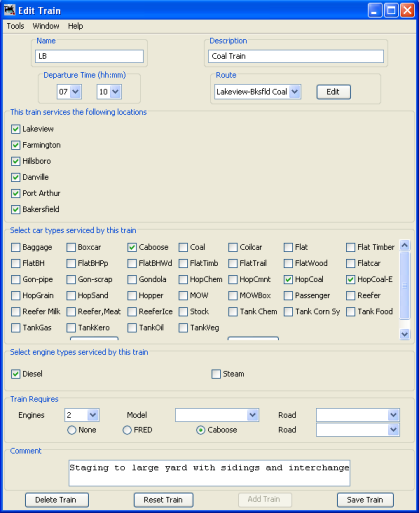 Edit Train
Tools Window Help
Name Description
LB Coal Train
Departure Time (hh:mm) Route
07 10 Lakeview-Bksfld Coal Edit
This train services the following locations
Lakeview
Farmington
Hillsboro
Danville
Port Arthur
Bakersfield
Select car types serviced by this train
Baggage Boxcar Caboose Coal Coilcar Flat Flat Timber
FlatBH FlatBHPp FlatBHWd FlatTimb FlatTrail FlatWood Flatcar
Gon-pipe Gon-scrap Gondola HopChem HopCmnt HopCoal HopCoal-E
HopGrain HopSand Hopper MOW MOWBox Passenger Reefer
Reefer Milk Reefer,Meat ReeferIce Stock Tank Chem Tank Corn Sy Tank Food
TankGas TankKero TankOil TankVeg
Select engine types serviced by this train
Diesel Steam
Train Requires
Engines 2 Model Road
None FRED Caboose Road
Comment
Staging to large yard with sidings and interchange
Delete Train Reset Train Add Train Save Train